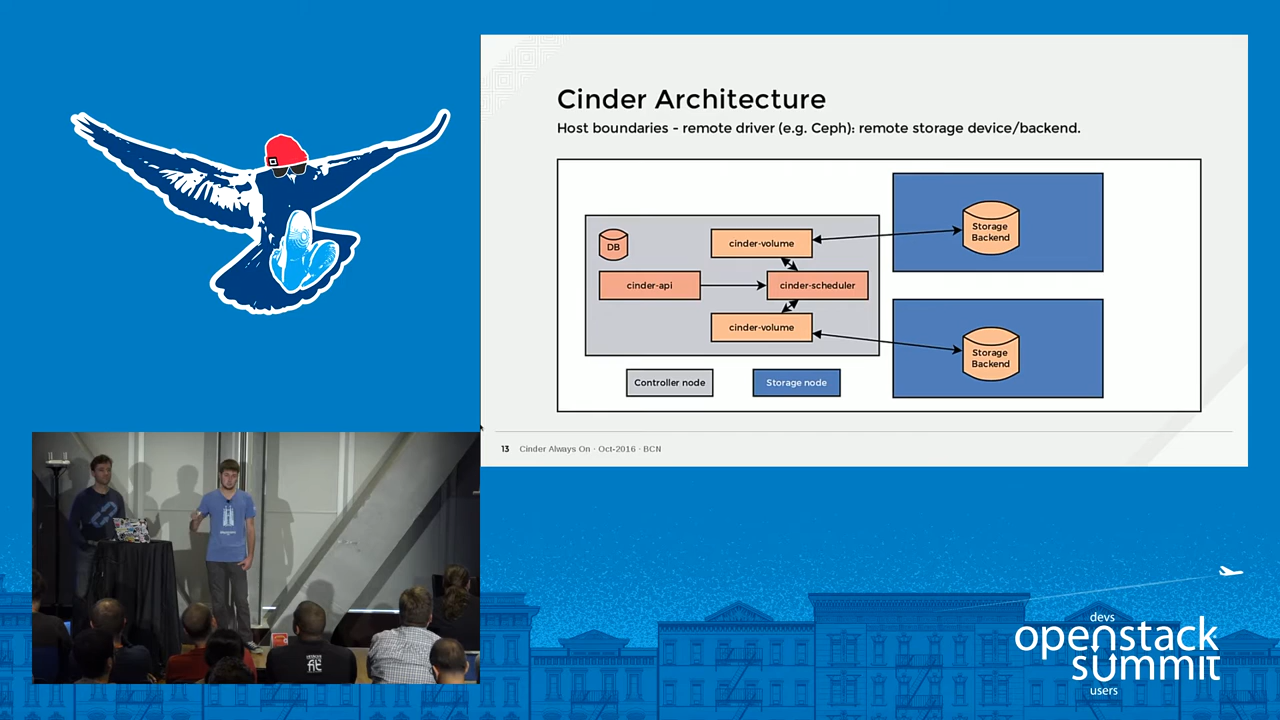 Cinder Architecture
Host boundaries - remote driver (e.g. Ceph): remote storage device/backend.
DB
cinder-volume
cinder-api
cinder-scheduler
cinder-volume
Storage
Backend
Storage
Backend
Controller node
Storage node
13 Cinder Always On · Oct-2016 · BCN
fit
devs
openstack
summit
users